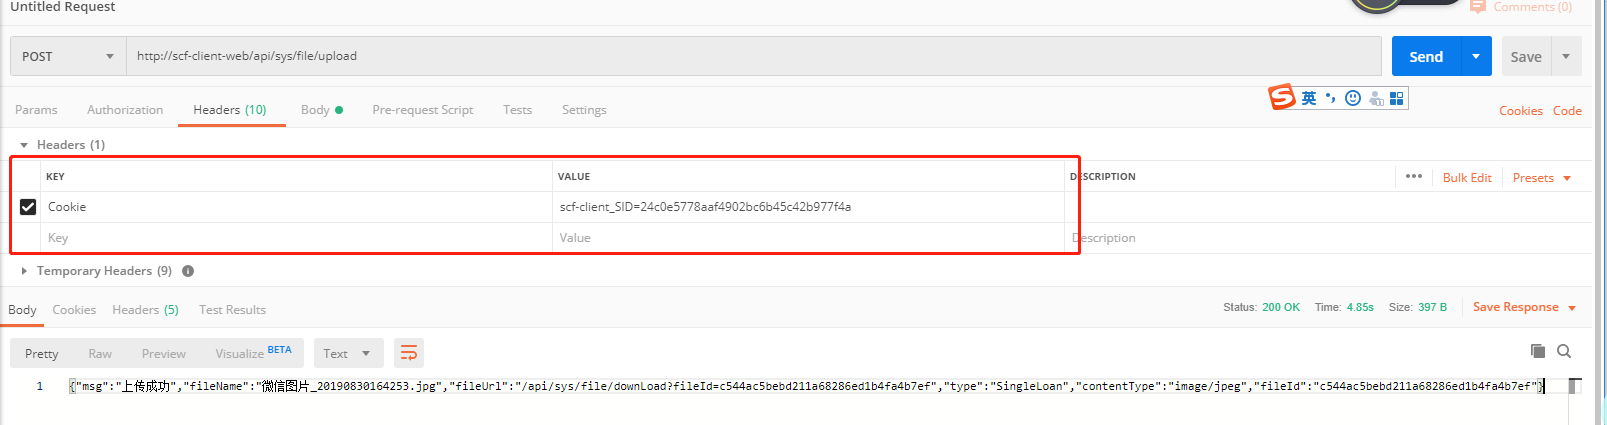 Untitled Request
Comments (0)
POST
http://scf-client-web/api/sys/file/upload
Send
Save
英
Params Authorization Headers (10) Body Pre-request Script Tests Settings
Cookies Code
Headers (1)
KEY VALUE DESCRIPTION
Bulk Edit Presets
Cookie scf-client_SID=24c0e5778aaf4902bc6b45c42b977f4a
Key Value Description
Temporary Headers (9)
Body Cookies Headers (5) Test Results
Status: 200 OK Time: 4.85s Size: 397 B Save Response
Pretty Raw Preview Visualize BETA Text
1 {"msg":"上传成功","fileName":"微信图片_20190830164253.jpg","fileUrl":"/api/sys/file/downLoad?fileId=c544ac5bebd211a68286ed1b4fa4b7ef","type":"SingleLoan","contentType":"image/jpeg","fileId":"c544ac5bebd211a68286ed1b4fa4b7ef"}